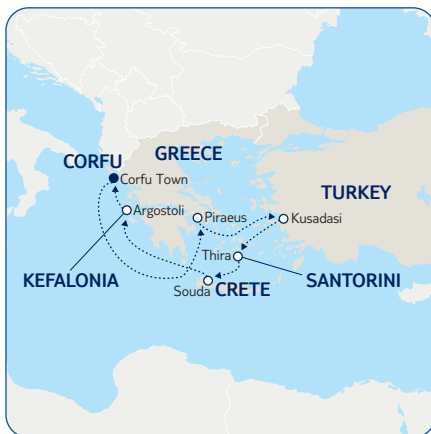 GREECE
CORFU
Corfu Town
TURKEY
Argostoli
Piraeus
Kusadasi
Thira
KEFALONIA
SANTORINI
Souda
CRETE